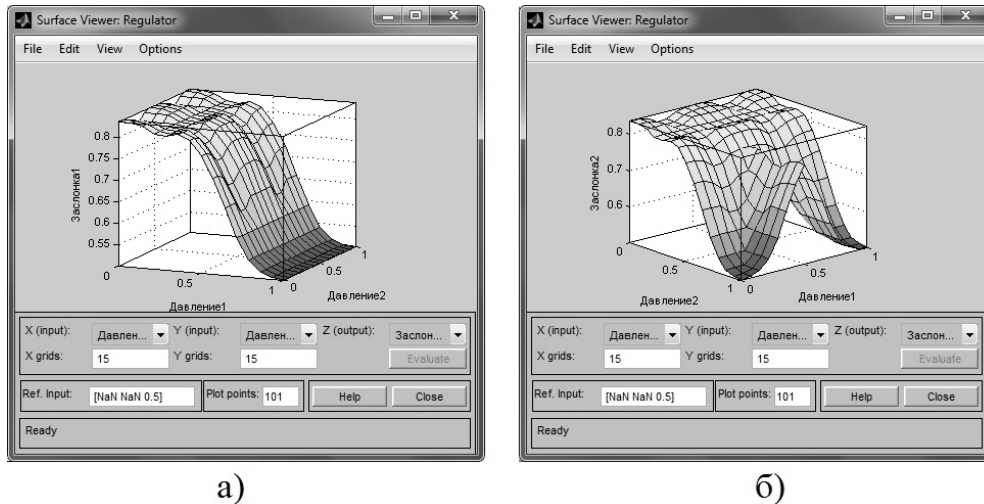 Surface Viewer: Regulator
File Edit View Options
0.8
0.75
0.7
0.65
0.6
0.55
Заслонка1
0
0.5
1
Давление1
0
0.5
1
Давление2
X (input): Давлен... Y (input): Давлен... Z (output): Заслон...
X grids: 15 Y grids: 15 Evaluate
Ref. Input: [NaN NaN 0.5] Plot points: 101 Help Close
Ready
а)
Surface Viewer: Regulator
File Edit View Options
0.8
0.7
0.6
Заслонка2
0
0.5
1
Давление2
0
0.5
1
Давление1
X (input): Давлен... Y (input): Давлен... Z (output): Заслон...
X grids: 15 Y grids: 15 Evaluate
Ref. Input: [NaN NaN 0.5] Plot points: 101 Help Close
Ready
б)